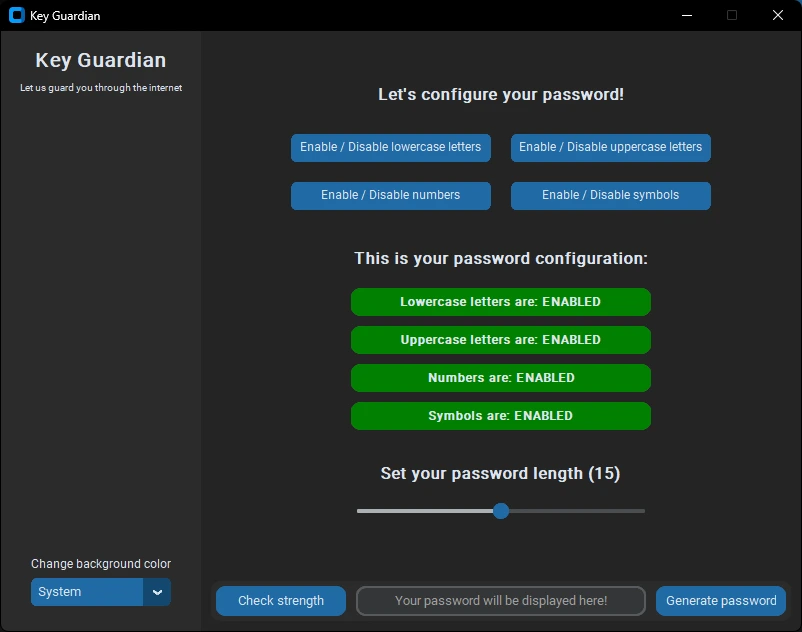 Key Guardian
Key Guardian
Let us guard you through the internet
Let's configure your password!
Enable / Disable lowercase letters
Enable / Disable uppercase letters
Enable / Disable numbers
Enable / Disable symbols
This is your password configuration:
Lowercase letters are: ENABLED
Uppercase letters are: ENABLED
Numbers are: ENABLED
Symbols are: ENABLED
Set your password length (15)
Change background color
System
Check strength
Your password will be displayed here!
Generate password